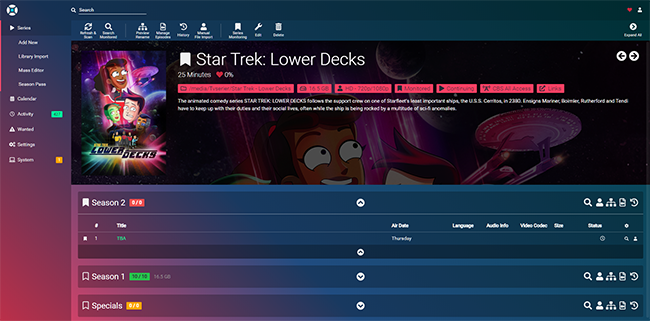 Search
Series
Add New
Library Import
Mass Editor
Season Pass
Calendar
Activity
Wanted
Settings
System
Refresh & Scan
Search Monitored
Preview Rename
Manage Episodes
History
Manual File Import
Series Monitoring
Edit
Delete
Expand All
Star Trek: Lower Decks
25 Minutes 0%
16.5 GB
HD - 720p/1080p
Monitored
Continuing
CBS All Access
Links
The animated comedy series STAR TREK: LOWER DECKS follows the support crew on one of Starfleet's least important ships, the U.S.S. Cerritos, in 2380. Ensigns Mariner, Boimler, Rutherford and Tendi
have to keep up with their duties and their social lives, often while the ship is being rocked by a multitude of sci-fi anomalies.
STAR TREK
LOWER DECKS
Season 2 0 / 0
# Title Air Date Language Audio Info Video Codec Size Status
1 TBA Thursday
Season 1 10 / 10 16.5 GB
Specials 0 / 0